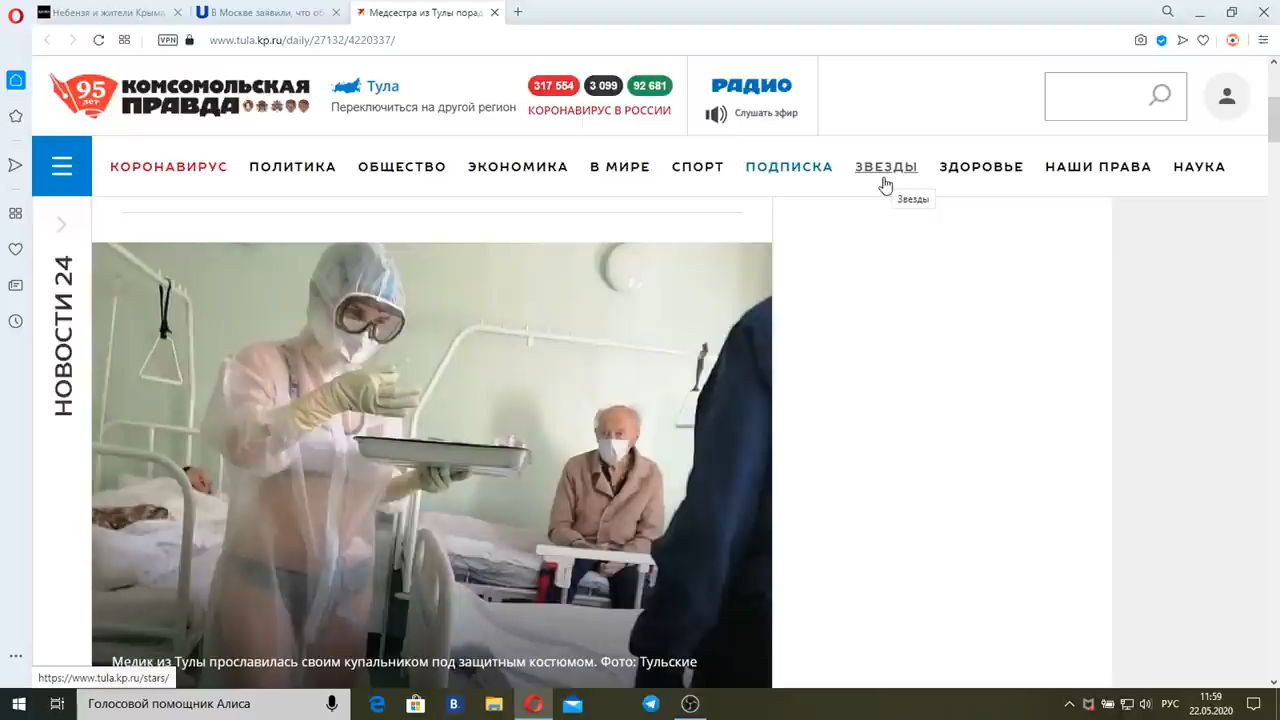 Небензя и жители Крыма
В Москве заявили, что об
Медсестра из Тулы порад
VPN
www.tula.kp.ru/daily/27132/4220337/
95 лет
КОМСОМОЛЬСКАЯ
ПРАВДА
Тула
Переключиться на другой регион
317 554
3 099
92 681
КОРОНАВИРУС В РОССИИ
РАДИО
Слушать эфир
КОРОНАВИРУС
ПОЛИТИКА
ОБЩЕСТВО
ЭКОНОМИКА
В МИРЕ
СПОРТ
ПОДПИСКА
ЗВЕЗДЫ
ЗДОРОВЬЕ
НАШИ ПРАВА
НАУКА
Звезды
НОВОСТИ 24
Медик из Тулы прославилась своим купальником под защитным костюмом. Фото: Тульские
https://www.tula.kp.ru/stars/
Голосовой помощник Алиса
РУС
11:59
22.05.2020